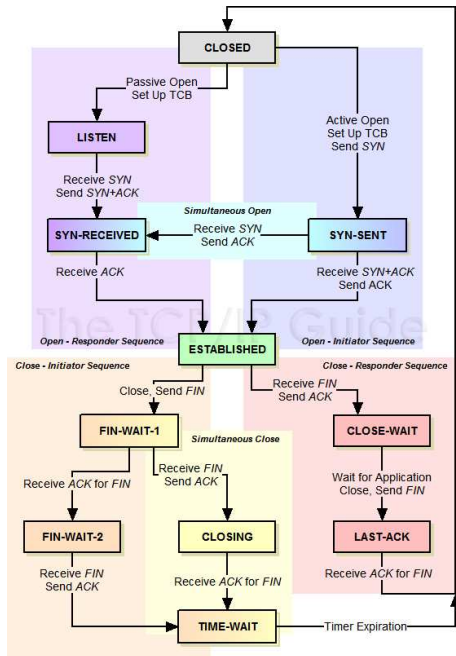 CLOSED
Passive Open
Set Up TCB
LISTEN
Active Open
Set Up TCB
Send SYN
Receive SYN
Send SYN+ACK
Simultaneous Open
SYN-RECEIVED
Receive SYN
Send ACK
SYN-SENT
Receive ACK
Receive SYN+ACK
Send ACK
The TCP/IP Guide
Open - Responder Sequence
ESTABLISHED
Open - Initiator Sequence
Close - Initiator Sequence
Close - Responder Sequence
Close, Send FIN
Receive FIN
Send ACK
FIN-WAIT-1
Simultaneous Close
CLOSE-WAIT
Receive ACK for FIN
Receive FIN
Send ACK
Wait for Application
Close, Send FIN
FIN-WAIT-2
CLOSING
LAST-ACK
Receive FIN
Send ACK
Receive ACK for FIN
Receive ACK for FIN
TIME-WAIT
Timer Expiration